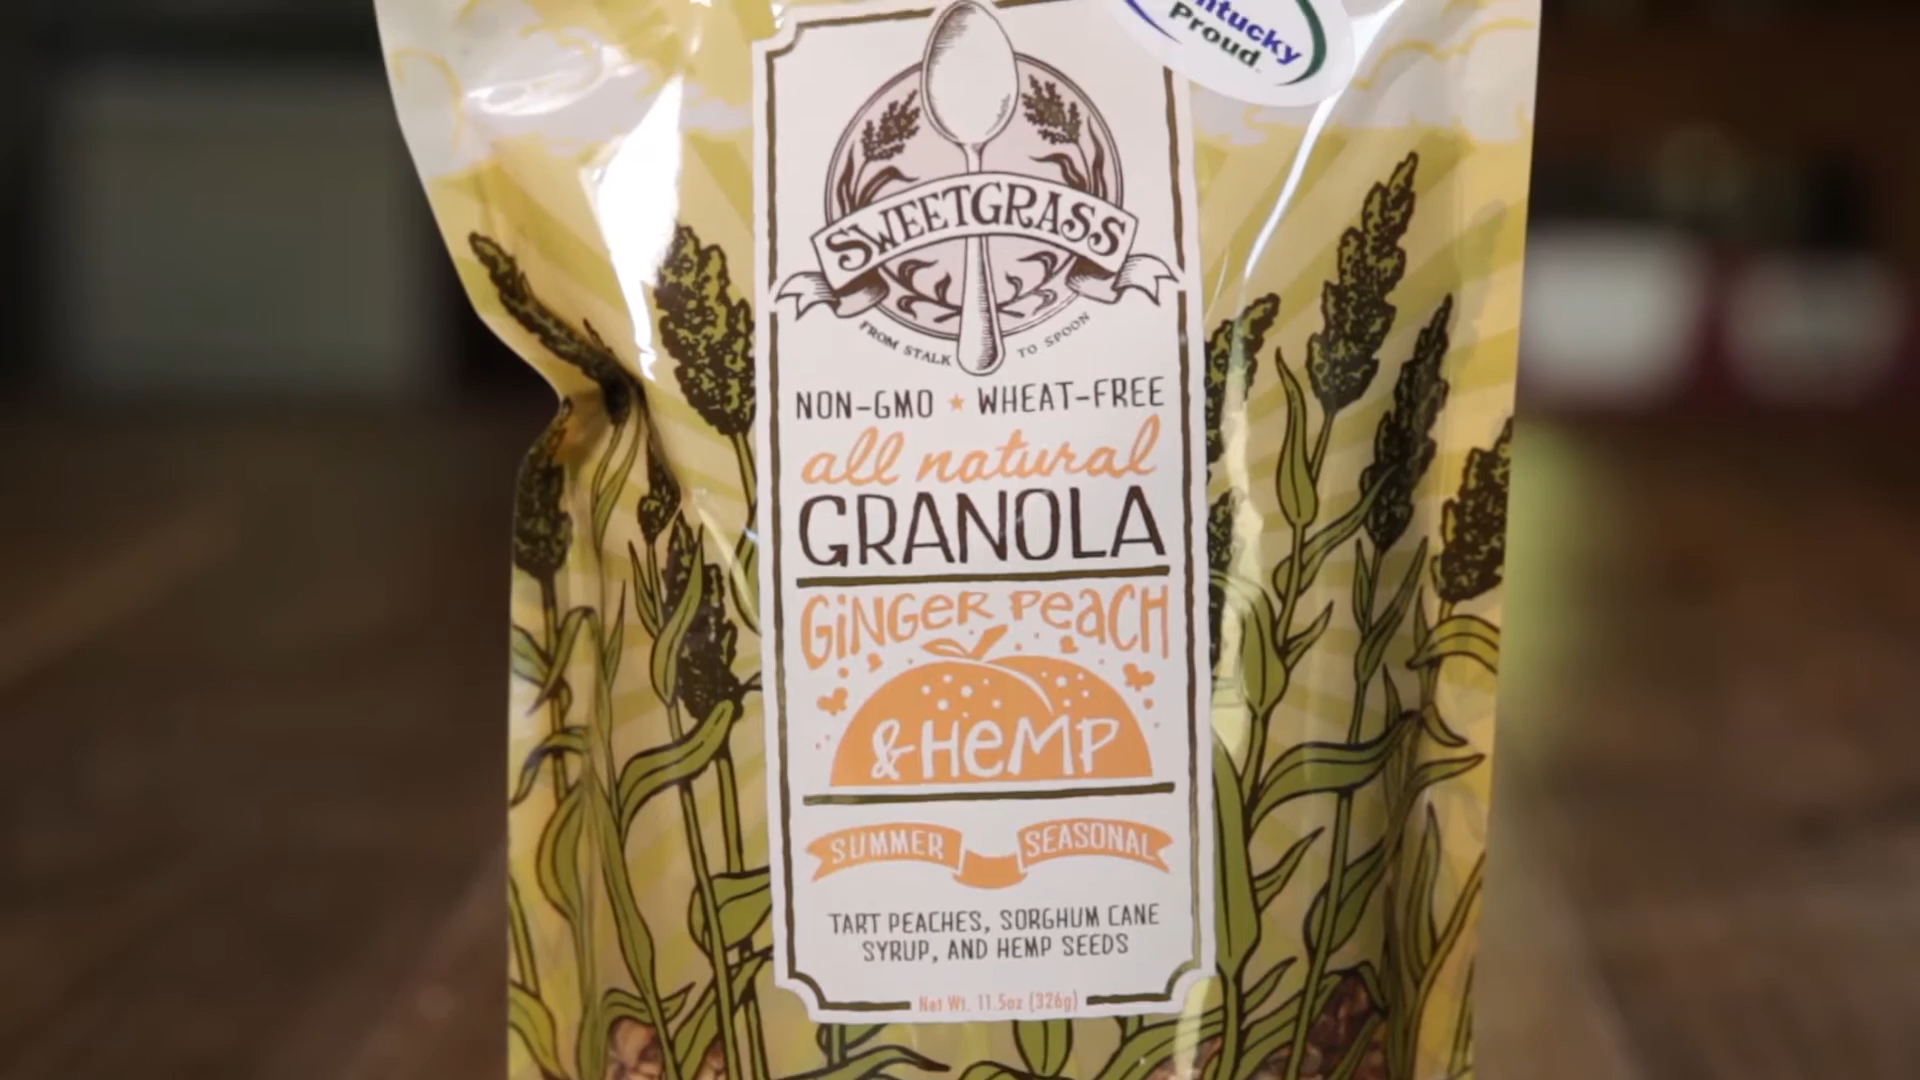 Proud
SWEETGRASS
FROM STALK TO SPOON
NON-GMO ★ WHEAT-FREE
all natural
GRANOLA
GiNGeR PeaCH
& HeMP
SUMMER SEASONAL
TART PEACHES, SORGHUM CANE
SYRUP, AND HEMP SEEDS
Net Wt. 11.5oz (326g)